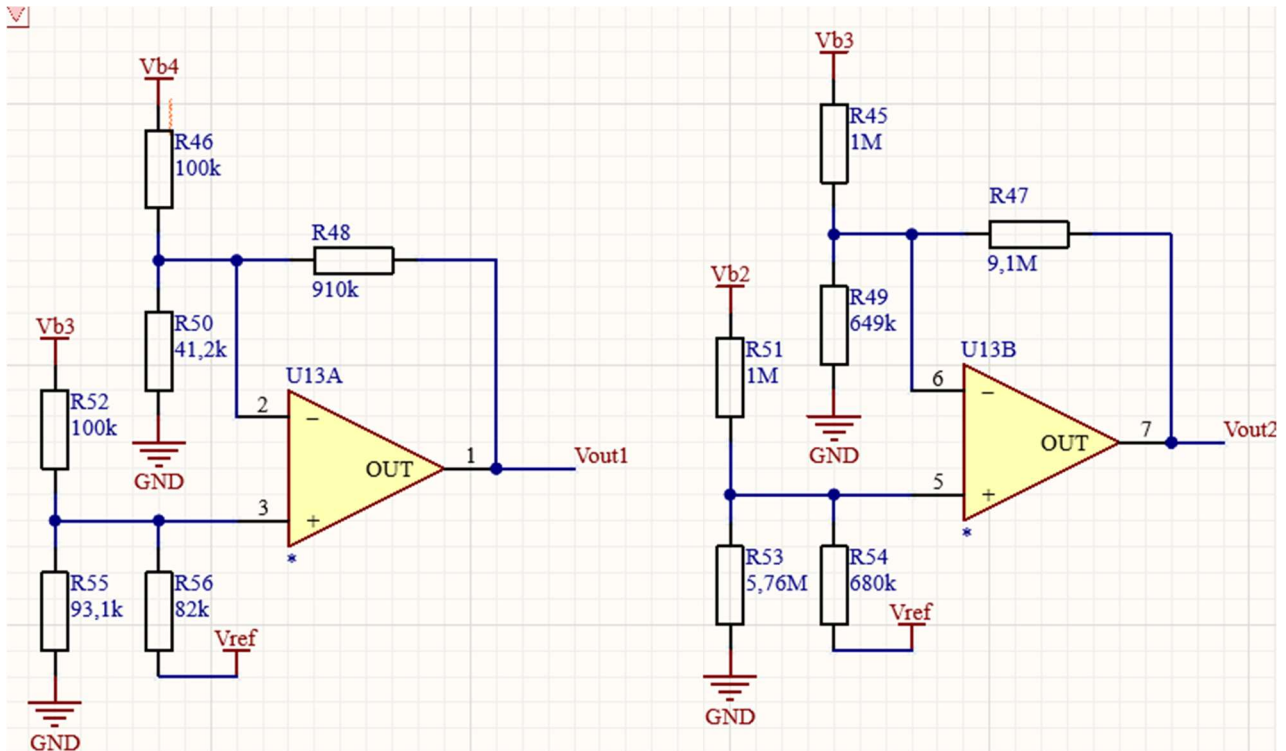 Vb4
R46
100k
R48
910k
R50
41,2k
Vb3
R52
100k
U13A
2
−
1
OUT
Vout1
GND
3
+
*
R55
93,1k
R56
82k
Vref
GND
Vb3
R45
1M
R47
9,1M
Vb2
R49
649k
R51
1M
U13B
6
−
7
OUT
Vout2
GND
5
+
*
R53
5,76M
R54
680k
Vref
GND